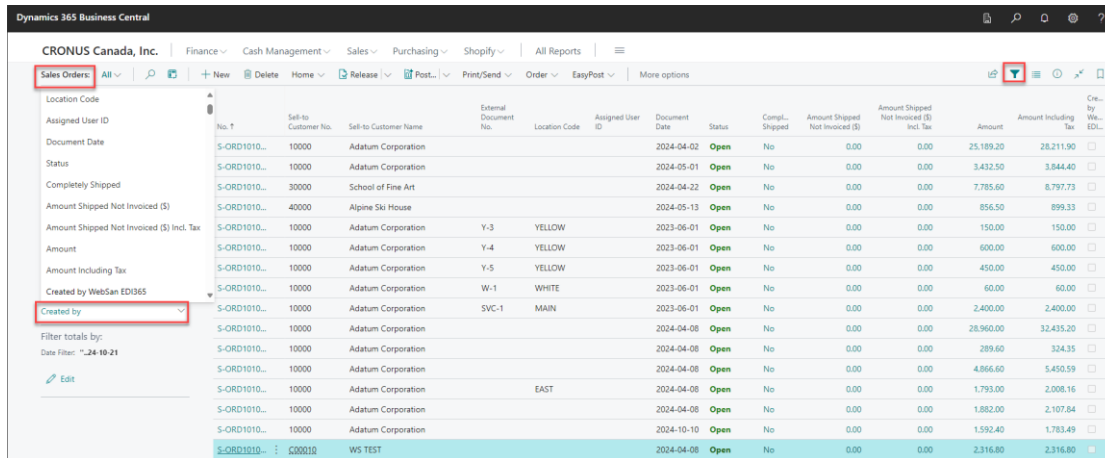 Dynamics 365 Business Central
CRONUS Canada, Inc. Finance Cash Management Sales Purchasing Shopify All Reports
Sales Orders: All + New Delete Home Release Post... Print/Send Order EasyPost More options
Location Code
Assigned User ID
Document Date
Status
Completely Shipped
Amount Shipped Not Invoiced ($)
Amount Shipped Not Invoiced ($) Incl. Tax
Amount
Amount Including Tax
Created by WebSan EDI365
Created by
Filter totals by:
Date Filter: ''..24-10-21
Edit
No. ↑ Sell-to Customer No. Sell-to Customer Name External Document No. Location Code Assigned User ID Document Date Status Compl... Shipped Amount Shipped Not Invoiced ($) Amount Shipped Not Invoiced ($) Incl. Tax Amount Amount Including Tax Cre... by We... EDI...
S-ORD1010... 10000 Adatum Corporation 2024-04-02 Open No 0.00 0.00 25,189.20 28,211.90
S-ORD1010... 10000 Adatum Corporation 2024-05-01 Open No 0.00 0.00 3,432.50 3,844.40
S-ORD1010... 30000 School of Fine Art 2024-04-22 Open No 0.00 0.00 7,785.60 8,797.73
S-ORD1010... 40000 Alpine Ski House 2024-05-13 Open No 0.00 0.00 856.50 899.33
S-ORD1010... 10000 Adatum Corporation Y-3 YELLOW 2023-06-01 Open No 0.00 0.00 150.00 150.00
S-ORD1010... 10000 Adatum Corporation Y-4 YELLOW 2023-06-01 Open No 0.00 0.00 600.00 600.00
S-ORD1010... 10000 Adatum Corporation Y-5 YELLOW 2023-06-01 Open No 0.00 0.00 450.00 450.00
S-ORD1010... 10000 Adatum Corporation W-1 WHITE 2023-06-01 Open No 0.00 0.00 60.00 60.00
S-ORD1010... 10000 Adatum Corporation SVC-1 MAIN 2023-06-01 Open No 0.00 0.00 2,400.00 2,400.00
S-ORD1010... 10000 Adatum Corporation 2024-04-08 Open No 0.00 0.00 28,960.00 32,435.20
S-ORD1010... 10000 Adatum Corporation 2024-04-08 Open No 0.00 0.00 289.60 324.35
S-ORD1010... 10000 Adatum Corporation 2024-04-08 Open No 0.00 0.00 4,866.60 5,450.59
S-ORD1010... 10000 Adatum Corporation EAST 2024-04-08 Open No 0.00 0.00 1,793.00 2,008.16
S-ORD1010... 10000 Adatum Corporation 2024-04-08 Open No 0.00 0.00 1,882.00 2,107.84
S-ORD1010... 10000 Adatum Corporation 2024-10-10 Open No 0.00 0.00 1,592.40 1,783.49
S-ORD1010... C00010 WS TEST 2024-04-08 Open No 0.00 0.00 2,316.80 2,316.80